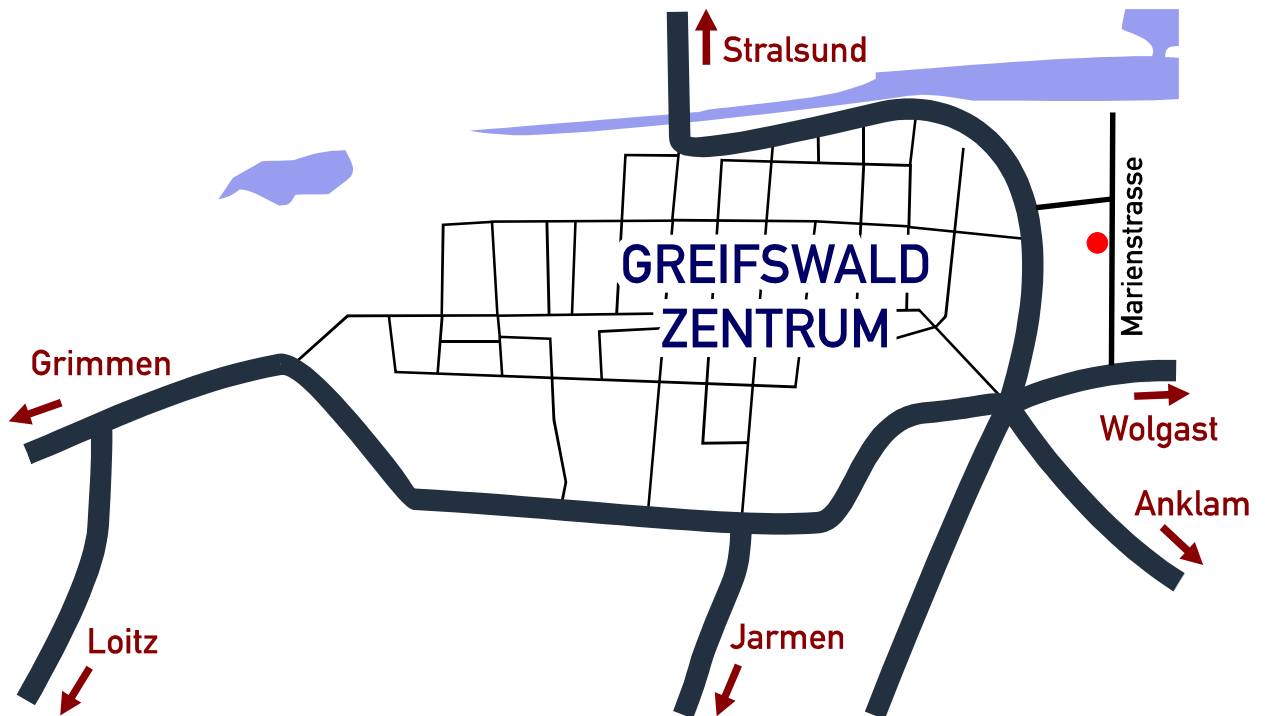 Stralsund
Marienstrasse
GREIFSWALD
ZENTRUM
Grimmen
Wolgast
Anklam
Loitz
Jarmen